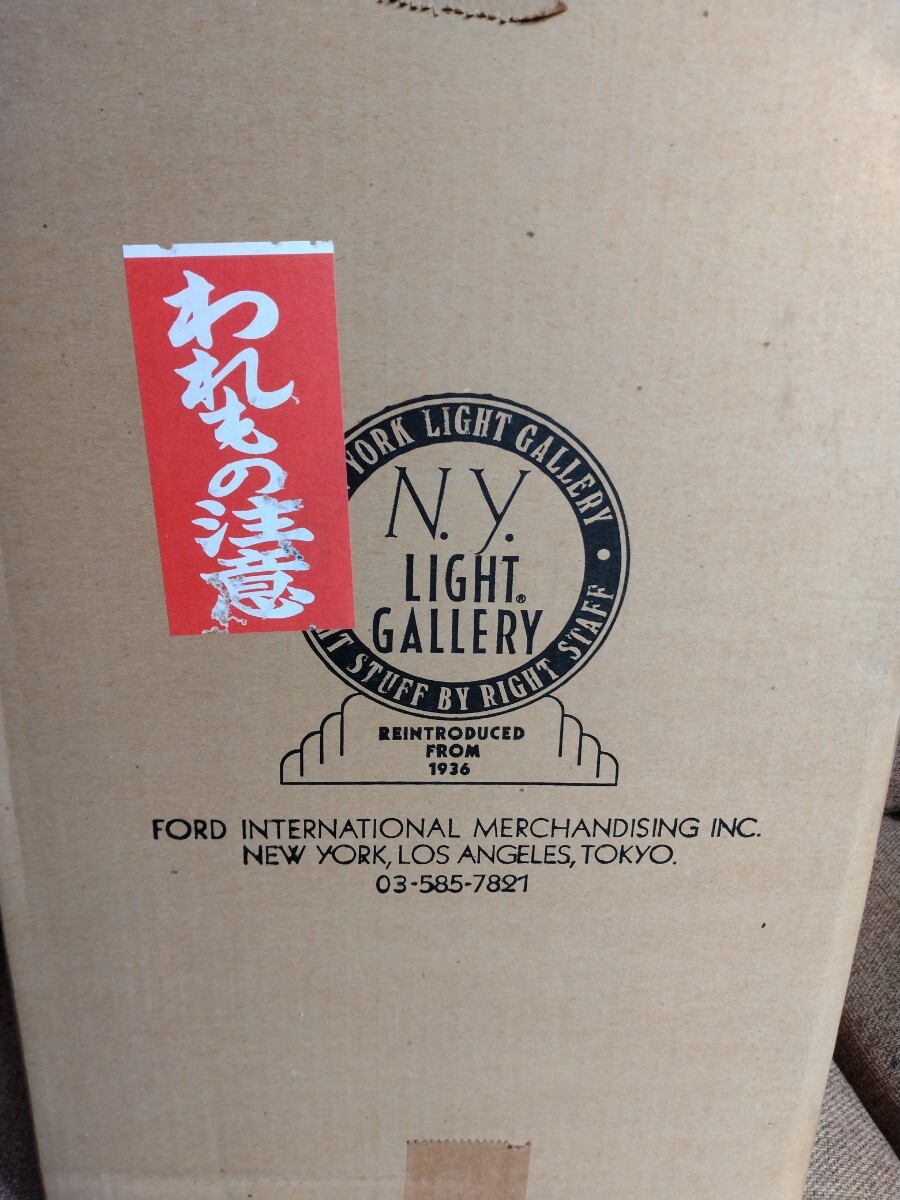 われもの注意
YORK LIGHT GALLERY
N.Y.
LIGHT®
GALLERY
STUFF BY RIGHT STAFF
REINTRODUCED
FROM
1936
FORD INTERNATIONAL MERCHANDISING INC.
NEW YORK, LOS ANGELES, TOKYO.
03-585-7821